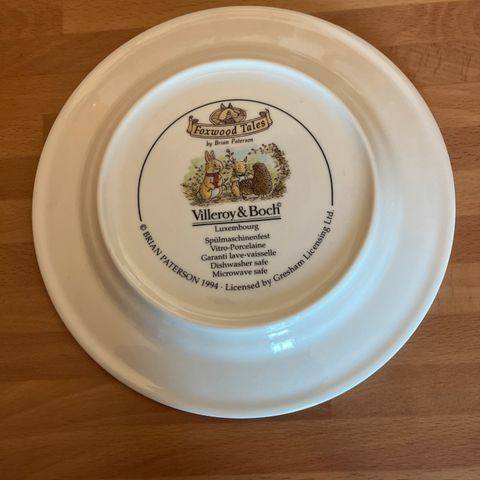 Foxwood Tales
by Brian Paterson
Villeroy & Boch©
Luxembourg
Spülmaschinenfest
Vitro-Porcelaine
Garanti lave-vaisselle
Dishwasher safe
Microwave safe
© BRIAN PATERSON 1994 · Licensed by Gresham Licensing Ltd.